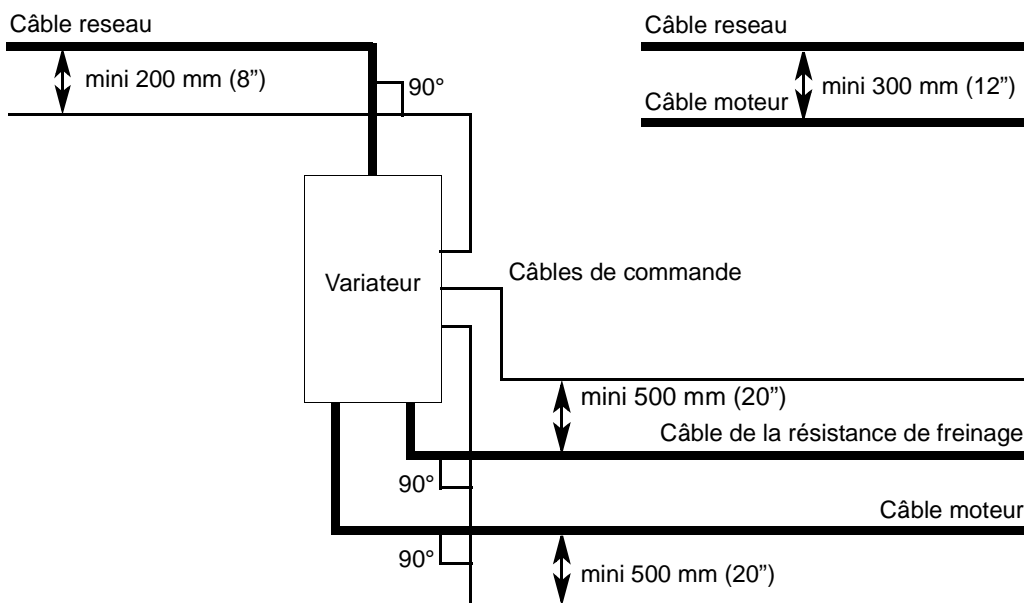 Câble reseau
mini 200 mm (8”)
90°
Câble reseau
mini 300 mm (12”)
Câble moteur
Variateur
Câbles de commande
mini 500 mm (20”)
Câble de la résistance de freinage
90°
Câble moteur
90°
mini 500 mm (20”)